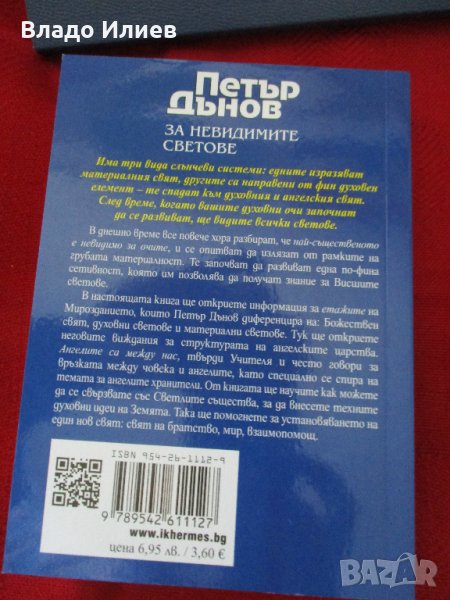 Владо Илиев
Петър
Дънов
ЗА НЕВИДИМИТЕ
СВЕТОВЕ
Има три вида слънчеви системи: едните изразяват
материалния свят, другите са направени от фин духовен
елемент – те спадат към духовния и ангелския свят.
След време, когато вашите духовни очи започнат
да се развиват, ще видите всички светове.
В днешно време все повече хора разбират, че най-същественото
е невидимо за очите, и се опитват да излязат от рамките на
грубата материалност. Те започват да развиват една по-фина
сетивност, която им позволява да получат знание за Висшите
светове.
В настоящата книга ще откриете информация за етажите на
Мирозданието, които Петър Дънов диференцира на: Божествен
свят, духовни светове и материални светове. Тук ще откриете
неговите виждания за структурата на ангелските царства.
Ангелите са между нас, твърди Учителя и често говори за
връзката между човека и ангелите, като специално се спира на
темата за ангелите хранители. От книгата ще научите как можете
да се свързвате със Светлите същества, за да внесете техните
духовни идеи на Земята. Така ще помогнете за установяването на
един нов свят: свят на братство, мир, взаимопомощ.
ISBN 954-26-1112-9
9 789542 611127
www.ikhermes.bg
цена 6,95 лв. / 3,60 €
BAZAR